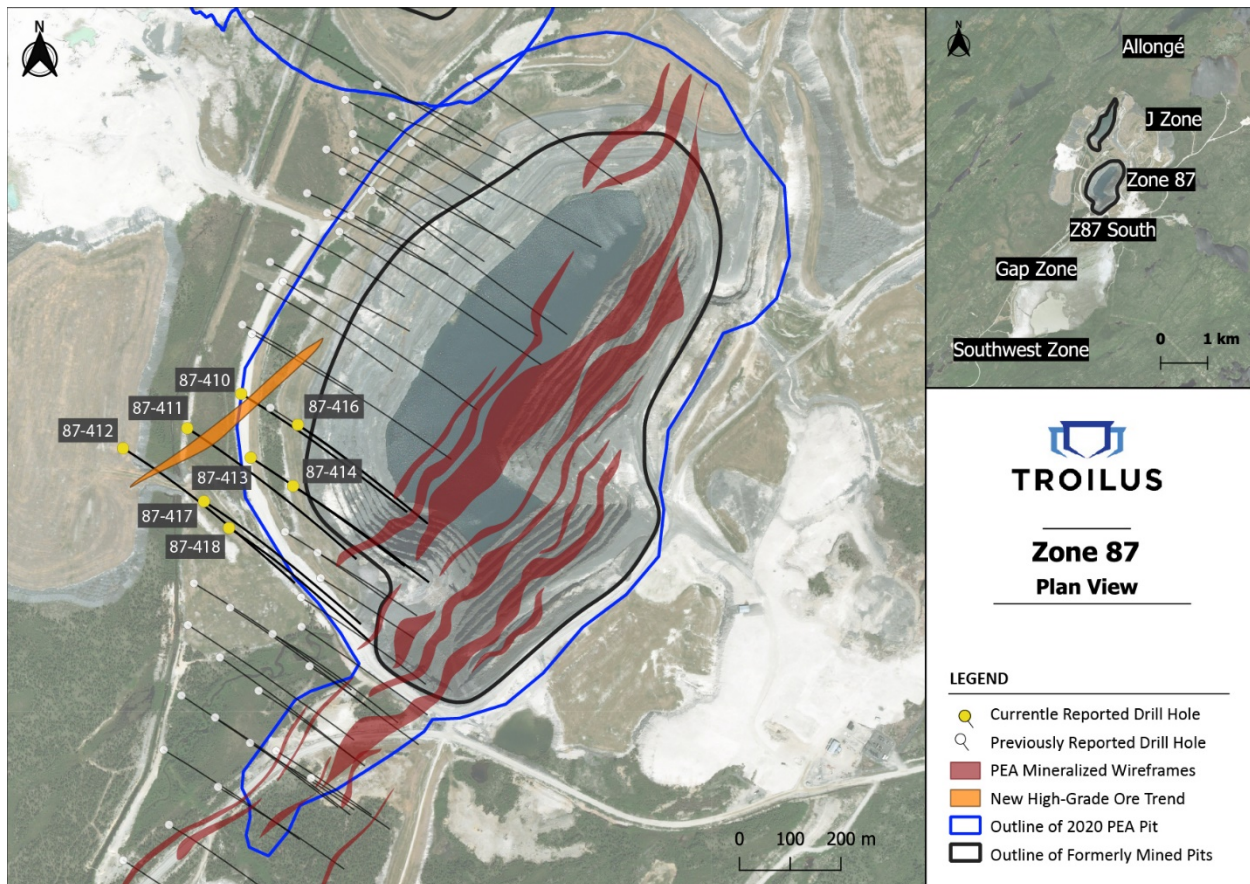 87-410
87-411
87-416
87-412
87-413
87-414
87-417
87-418
0 100 200 m
Allongé
J Zone
Zone 87
Z87 South
Gap Zone
0 1 km
Southwest Zone
TROILUS
Zone 87
Plan View
LEGEND
Currentle Reported Drill Hole
Previously Reported Drill Hole
PEA Mineralized Wireframes
New High-Grade Ore Trend
Outline of 2020 PEA Pit
Outline of Formerly Mined Pits